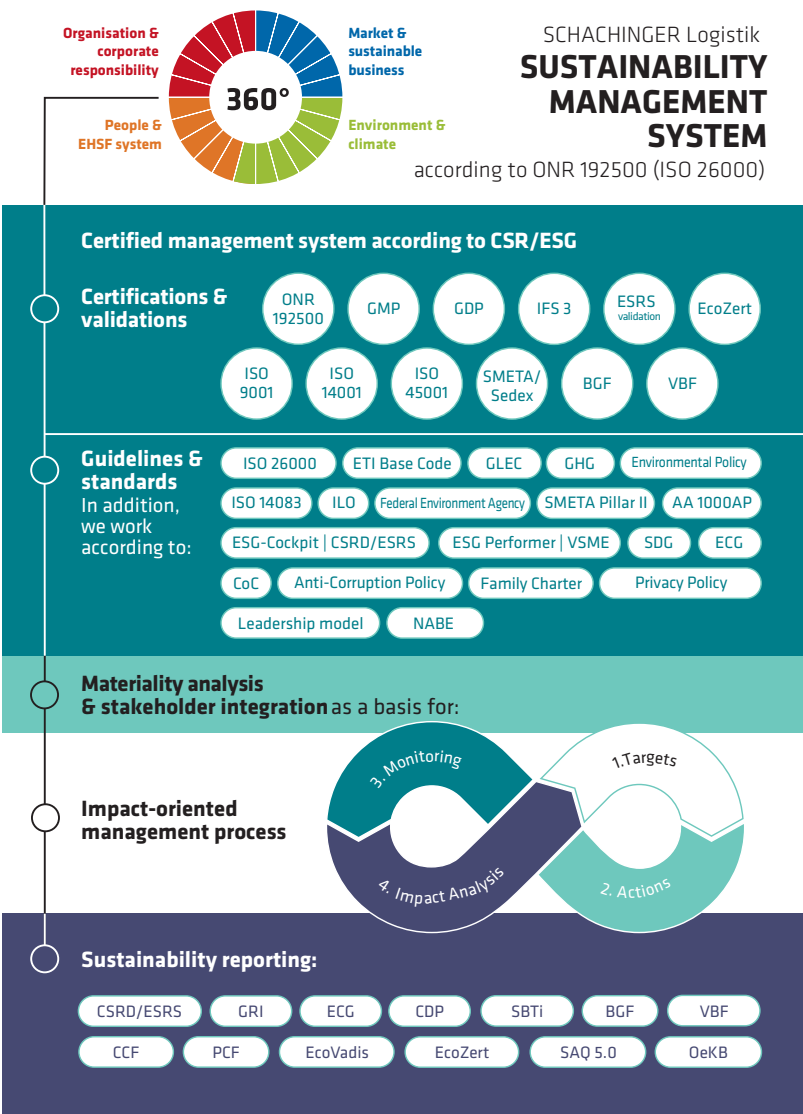 Organisation &
corporate
responsibility
Market &
sustainable
business
360°
People &
EHSF system
Environment &
climate
SCHACHINGER Logistik
SUSTAINABILITY
MANAGEMENT
SYSTEM
according to ONR 192500 (ISO 26000)
Certified management system according to CSR/ESG
Certifications &
validations
ONR
192500
GMP
GDP
IFS 3
ESRS
validation
EcoZert
ISO
9001
ISO
14001
ISO
45001
SMETA/
Sedex
BGF
VBF
Guidelines &
standards
In addition,
we work
according to:
ISO 26000
ETI Base Code
GLEC
GHG
Environmental Policy
ISO 14083
ILO
Federal Environment Agency
SMETA Pillar II
AA 1000AP
ESG-Cockpit | CSRD/ESRS
ESG Performer | VSME
SDG
ECG
CoC
Anti-Corruption Policy
Family Charter
Privacy Policy
Leadership model
NABE
Materiality analysis
& stakeholder integration as a basis for:
Impact-oriented
management process
3. Monitoring
1.Targets
4. Impact Analysis
2. Actions
Sustainability reporting:
CSRD/ESRS
GRI
ECG
CDP
SBTi
BGF
VBF
CCF
PCF
EcoVadis
EcoZert
SAQ 5.0
OeKB